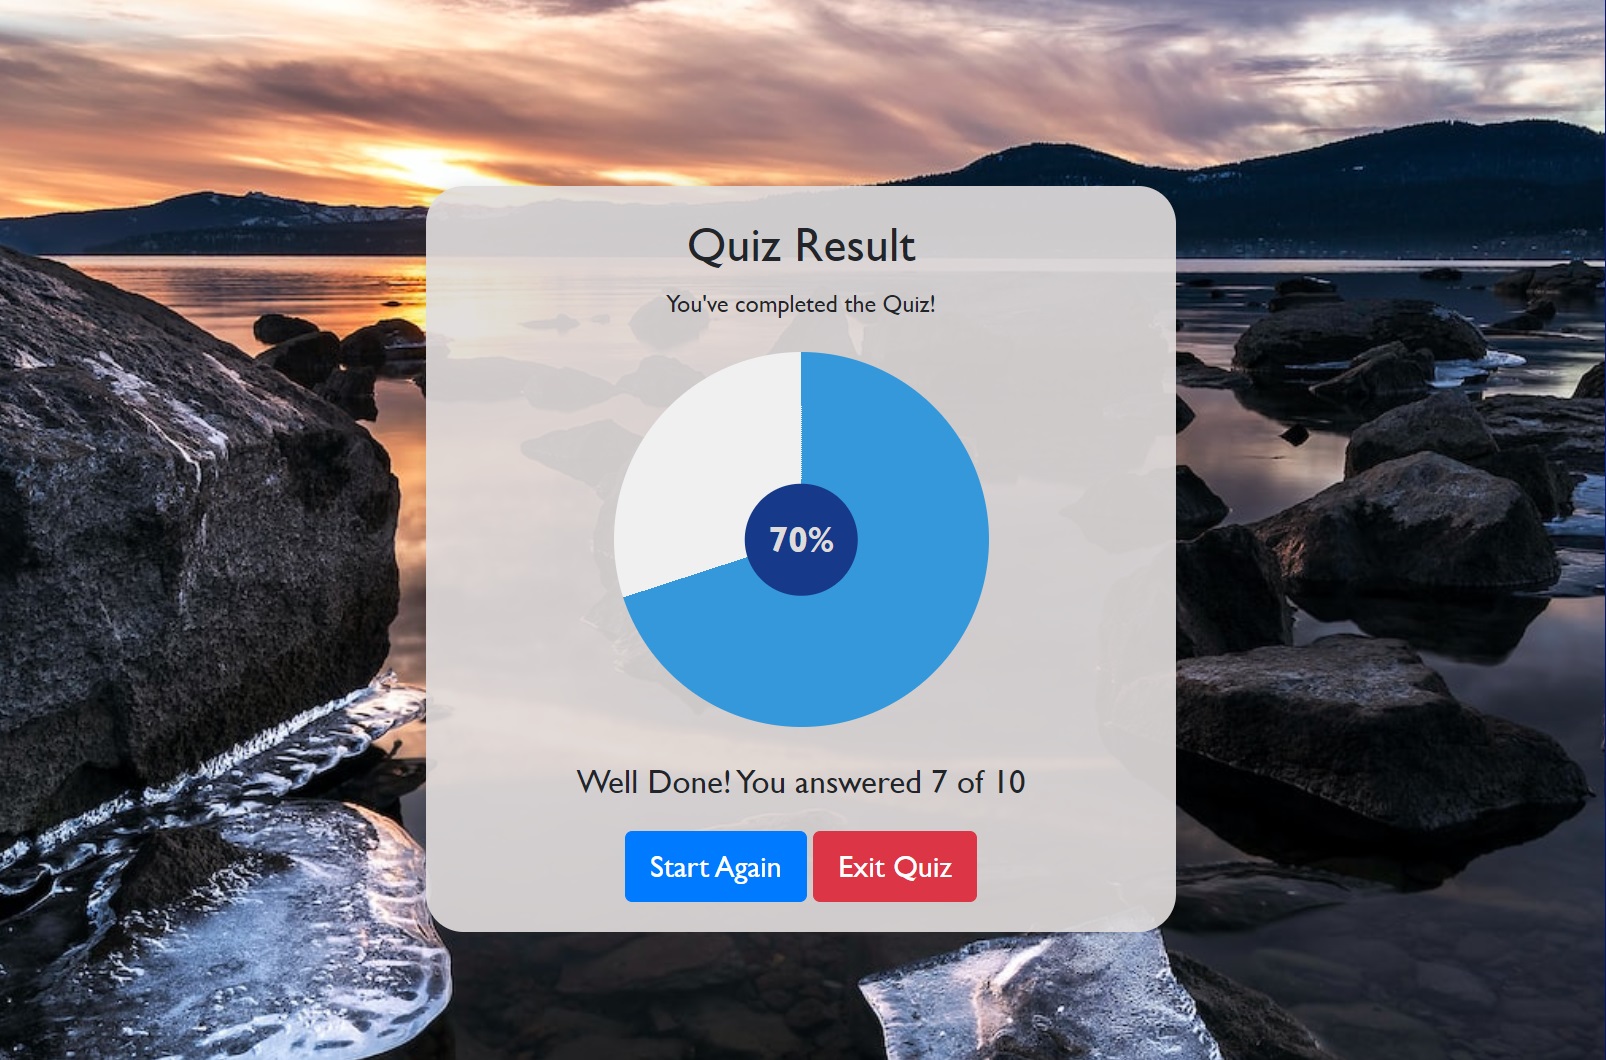 Quiz Result
You've completed the Quiz!
70%
Well Done! You answered 7 of 10
Start Again
Exit Quiz